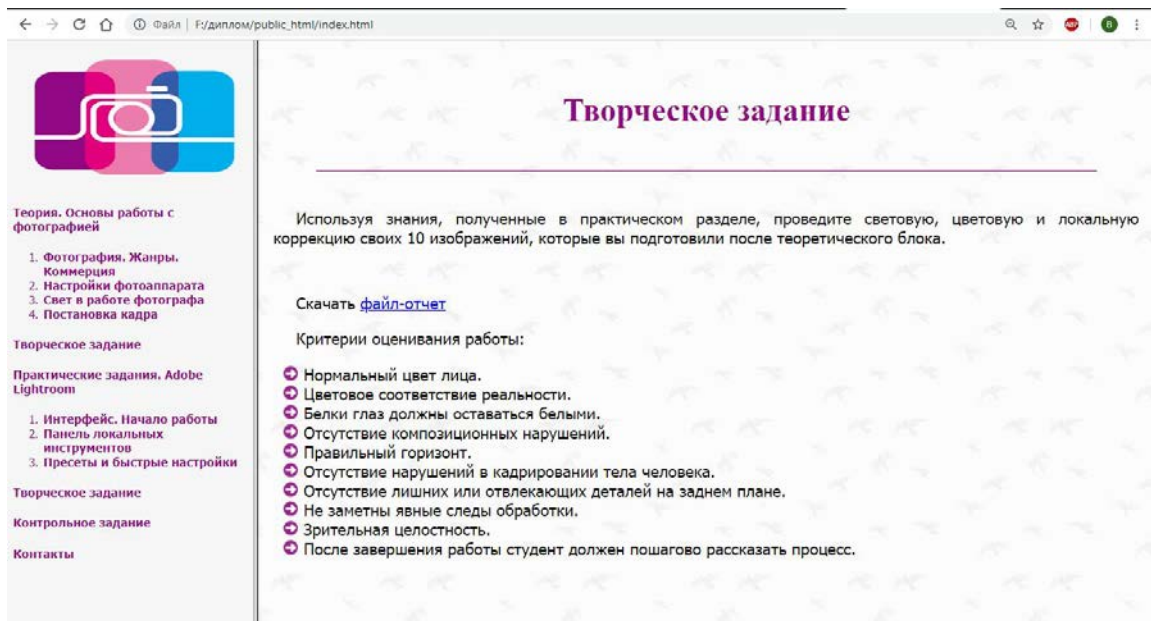 Файл | F:/диплом/public_html/index.html
ABP
B
Теория. Основы работы с
фотографией
1. Фотография. Жанры.
Коммерция
2. Настройки фотоаппарата
3. Свет в работе фотографа
4. Постановка кадра
Творческое задание
Практические задания. Adobe
Lightroom
1. Интерфейс. Начало работы
2. Панель локальных
инструментов
3. Пресеты и быстрые настройки
Творческое задание
Контрольное задание
Контакты
Творческое задание
Используя знания, полученные в практическом разделе, проведите световую, цветовую и локальную
коррекцию своих 10 изображений, которые вы подготовили после теоретического блока.
Скачать файл-отчет
Критерии оценивания работы:
Нормальный цвет лица.
Цветовое соответствие реальности.
Белки глаз должны оставаться белыми.
Отсутствие композиционных нарушений.
Правильный горизонт.
Отсутствие нарушений в кадрировании тела человека.
Отсутствие лишних или отвлекающих деталей на заднем плане.
Не заметны явные следы обработки.
Зрительная целостность.
После завершения работы студент должен пошагово рассказать процесс.